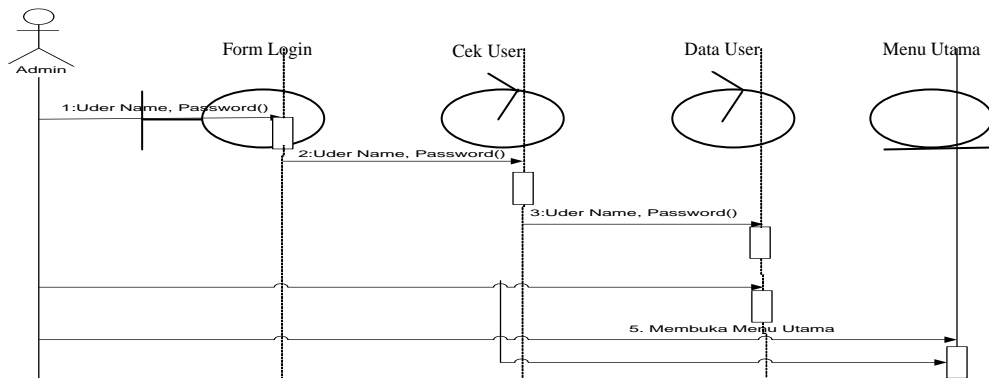 Form Login
Cek User
Data User
Menu Utama
Admin
1:Uder Name, Password()
2:Uder Name, Password()
3:Uder Name, Password()
5. Membuka Menu Utama